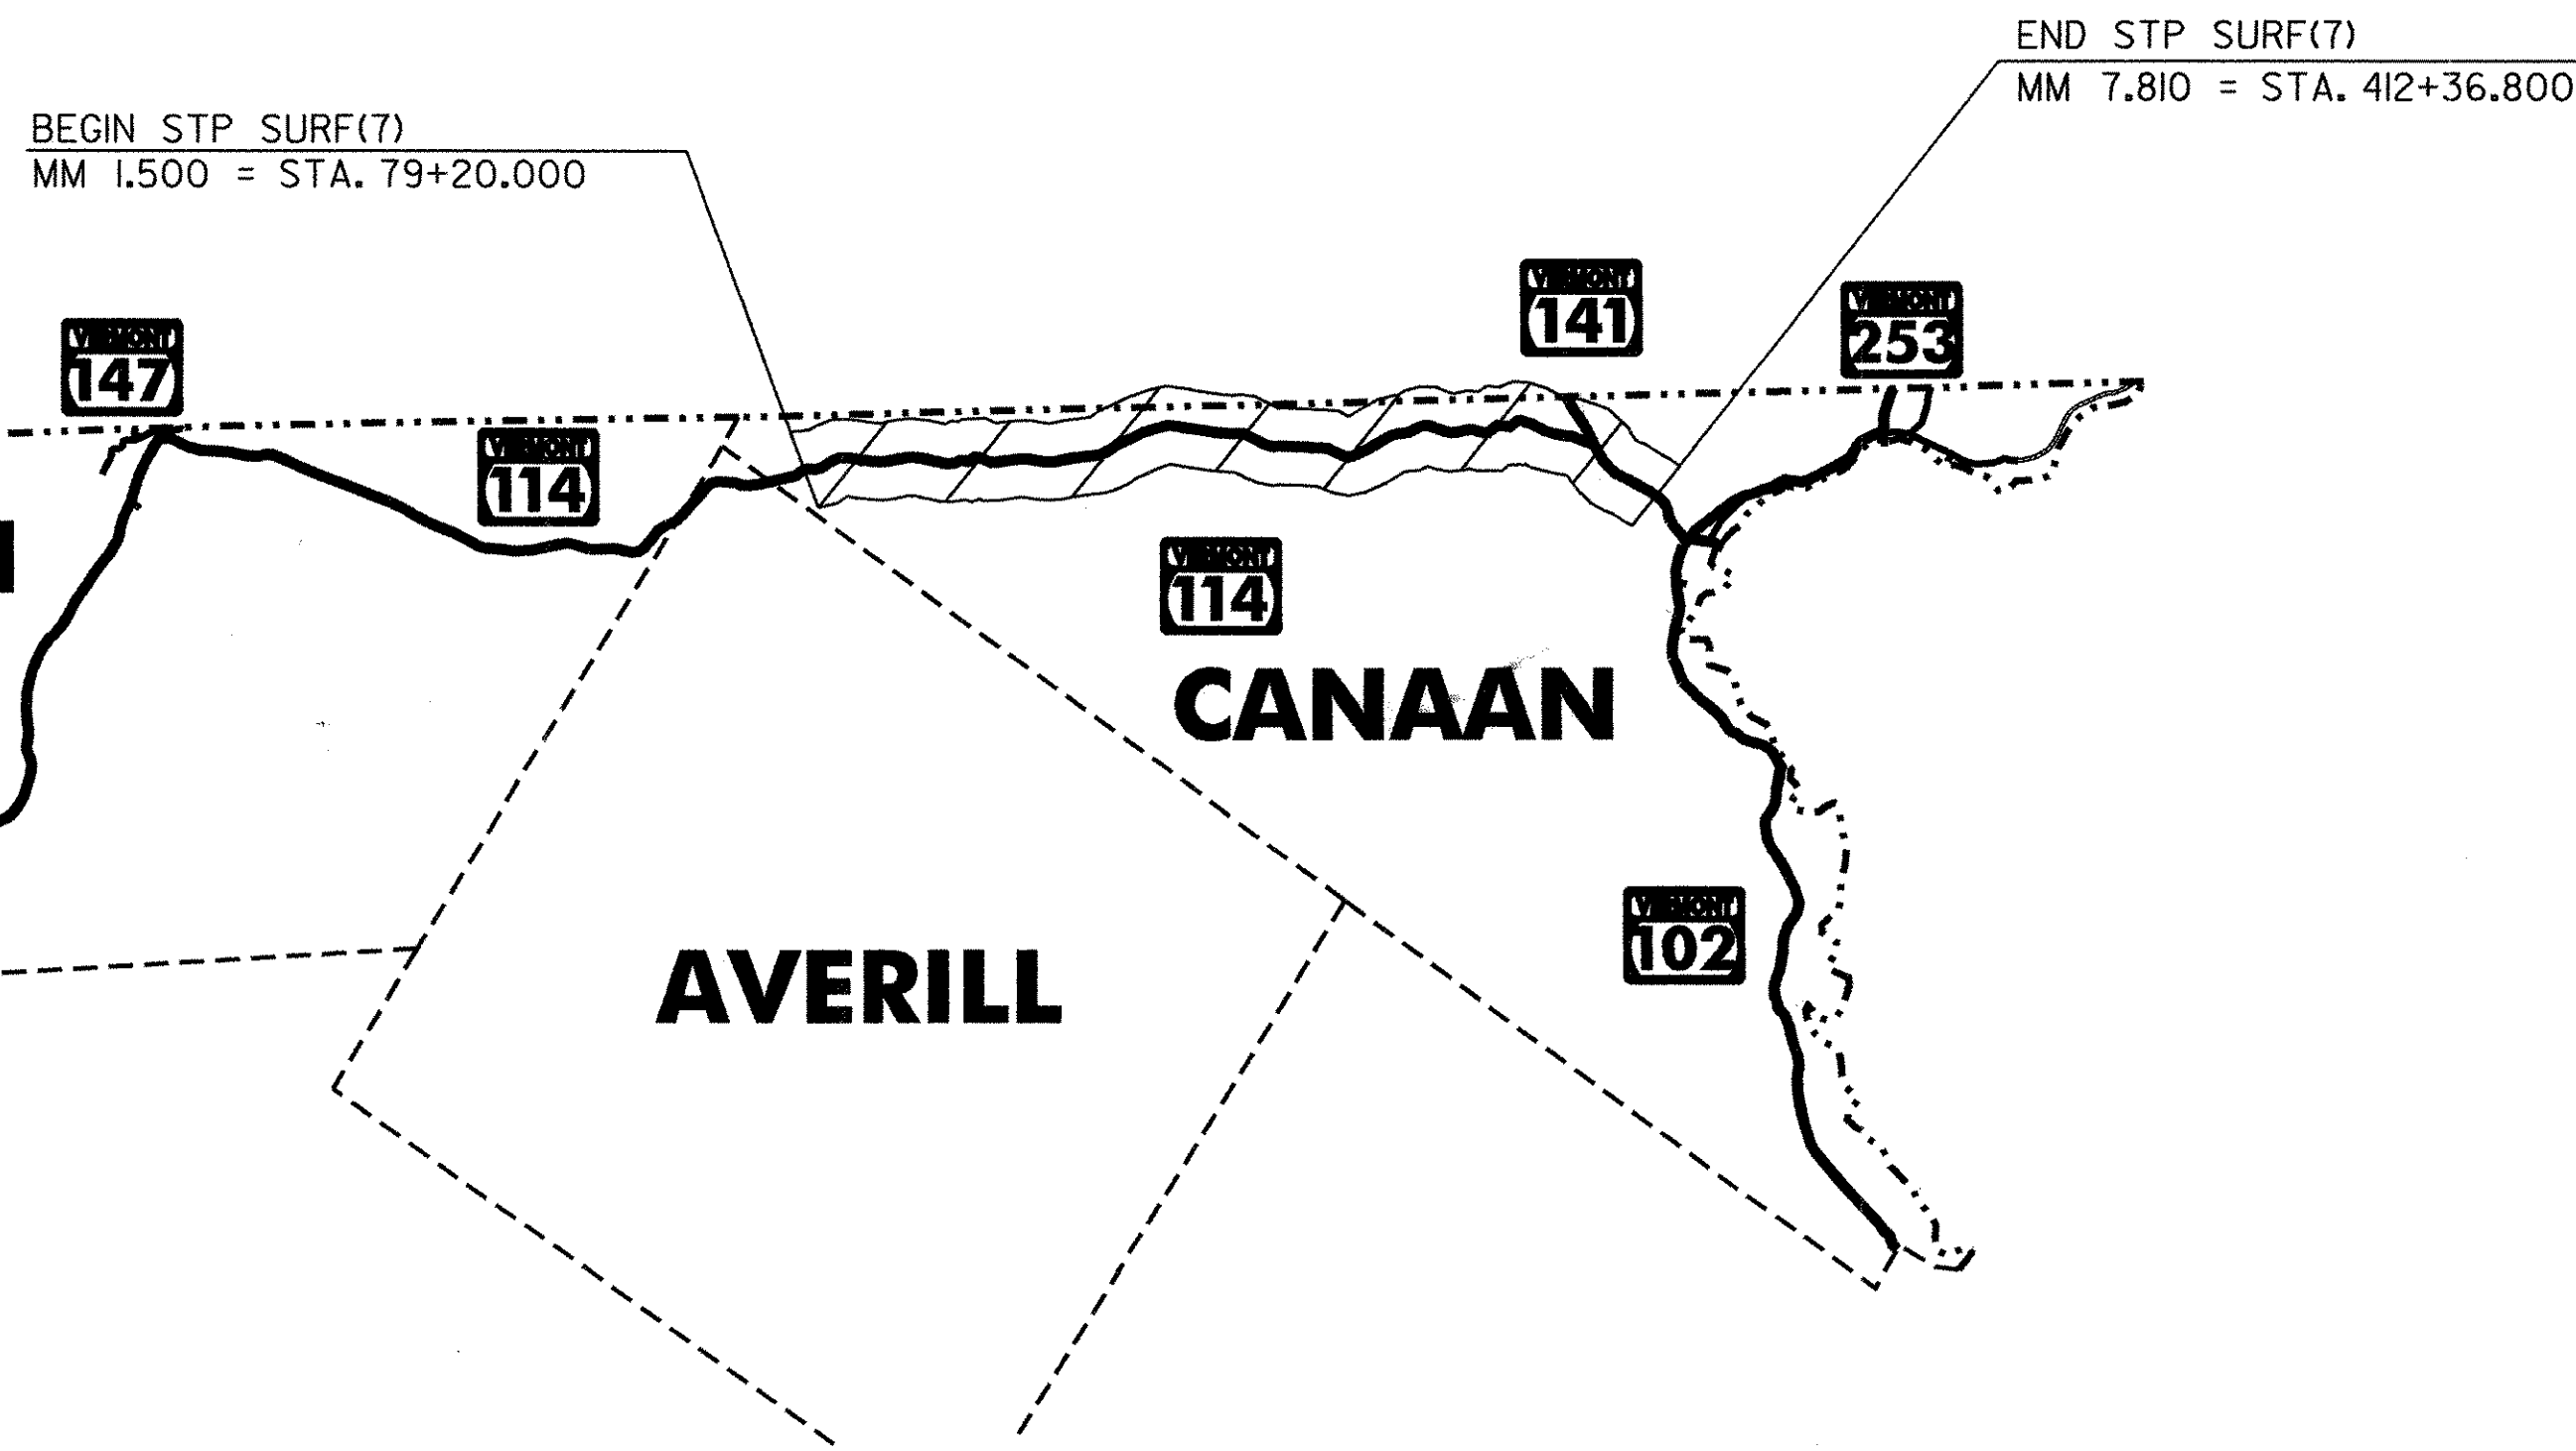 END STP SURF(7)
MM 7.810 = STA. 412+36.800
BEGIN STP SURF(7)
MM 1.500 = STA. 79+20.000
VERMONT
141
VERMONT
253
VERMONT
147
VERMONT
114
VERMONT
114
CANAAN
VERMONT
102
AVERILL